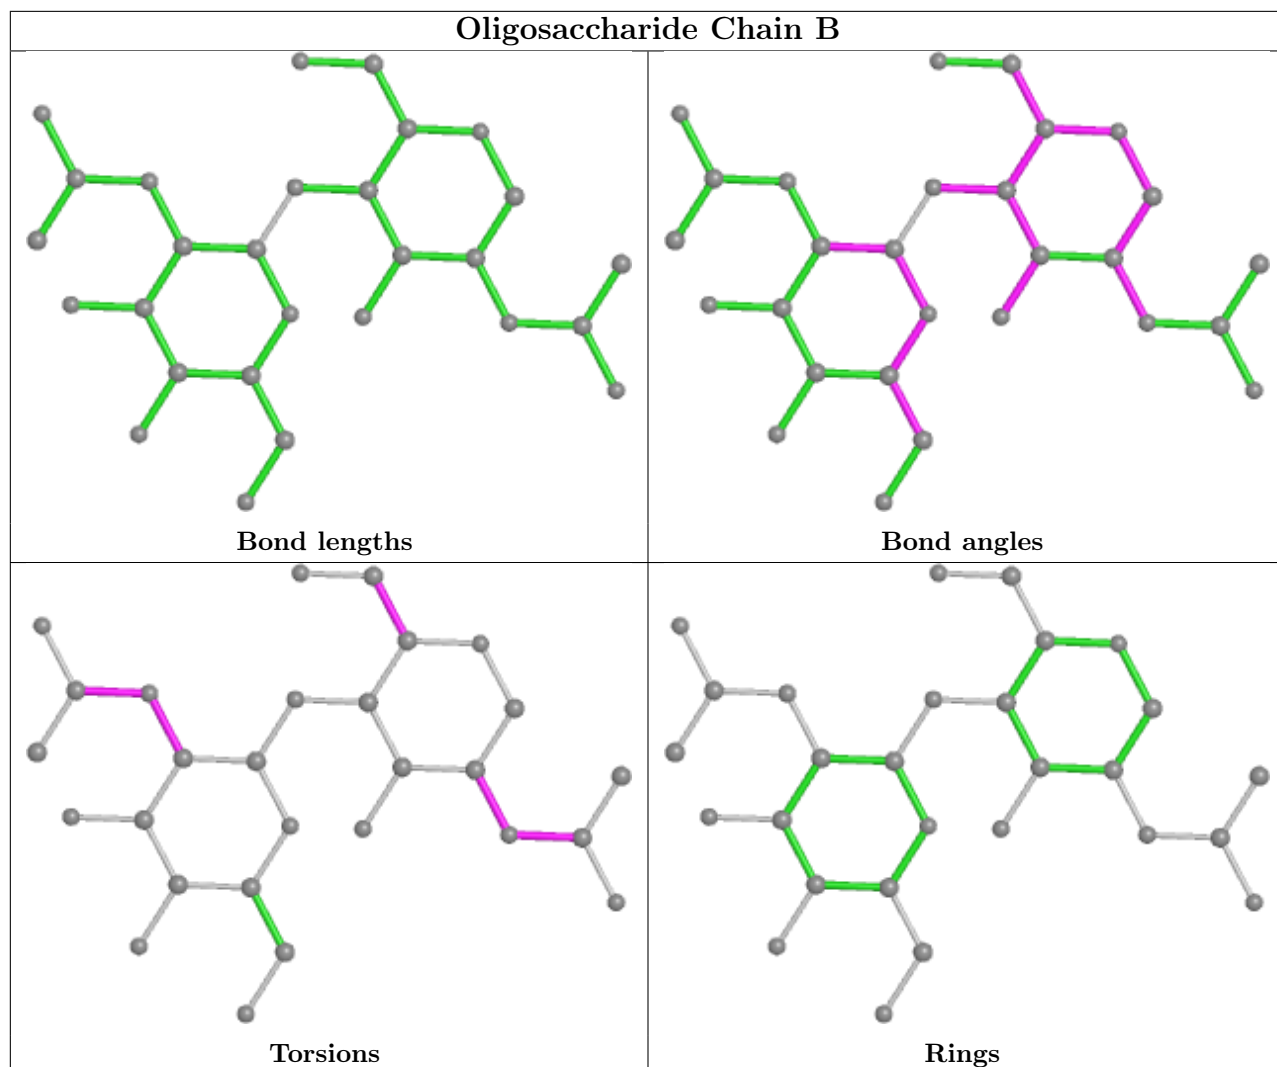 Oligosaccharide Chain B
Bond lengths
Bond angles
Torsions
Rings